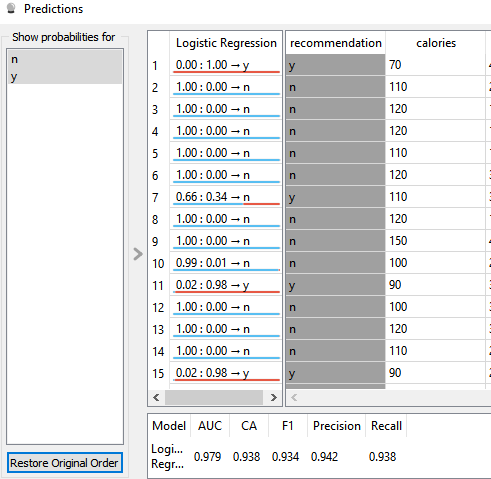 Predictions
Show probabilities for
n
y
Logistic Regression recommendation calories
1 0.00 : 1.00 → y y 70
2 1.00 : 0.00 → n n 110
3 1.00 : 0.00 → n n 120
4 1.00 : 0.00 → n n 120
5 1.00 : 0.00 → n n 110
6 1.00 : 0.00 → n n 120
7 0.66 : 0.34 → n y 110
8 1.00 : 0.00 → n n 120
9 1.00 : 0.00 → n n 150
10 0.99 : 0.01 → n n 100
11 0.02 : 0.98 → y y 90
12 1.00 : 0.00 → n n 100
13 1.00 : 0.00 → n n 120
14 1.00 : 0.00 → n n 110
15 0.02 : 0.98 → y y 90
Model AUC CA F1 Precision Recall
Logi... Regr... 0.979 0.938 0.934 0.942 0.938
Restore Original Order